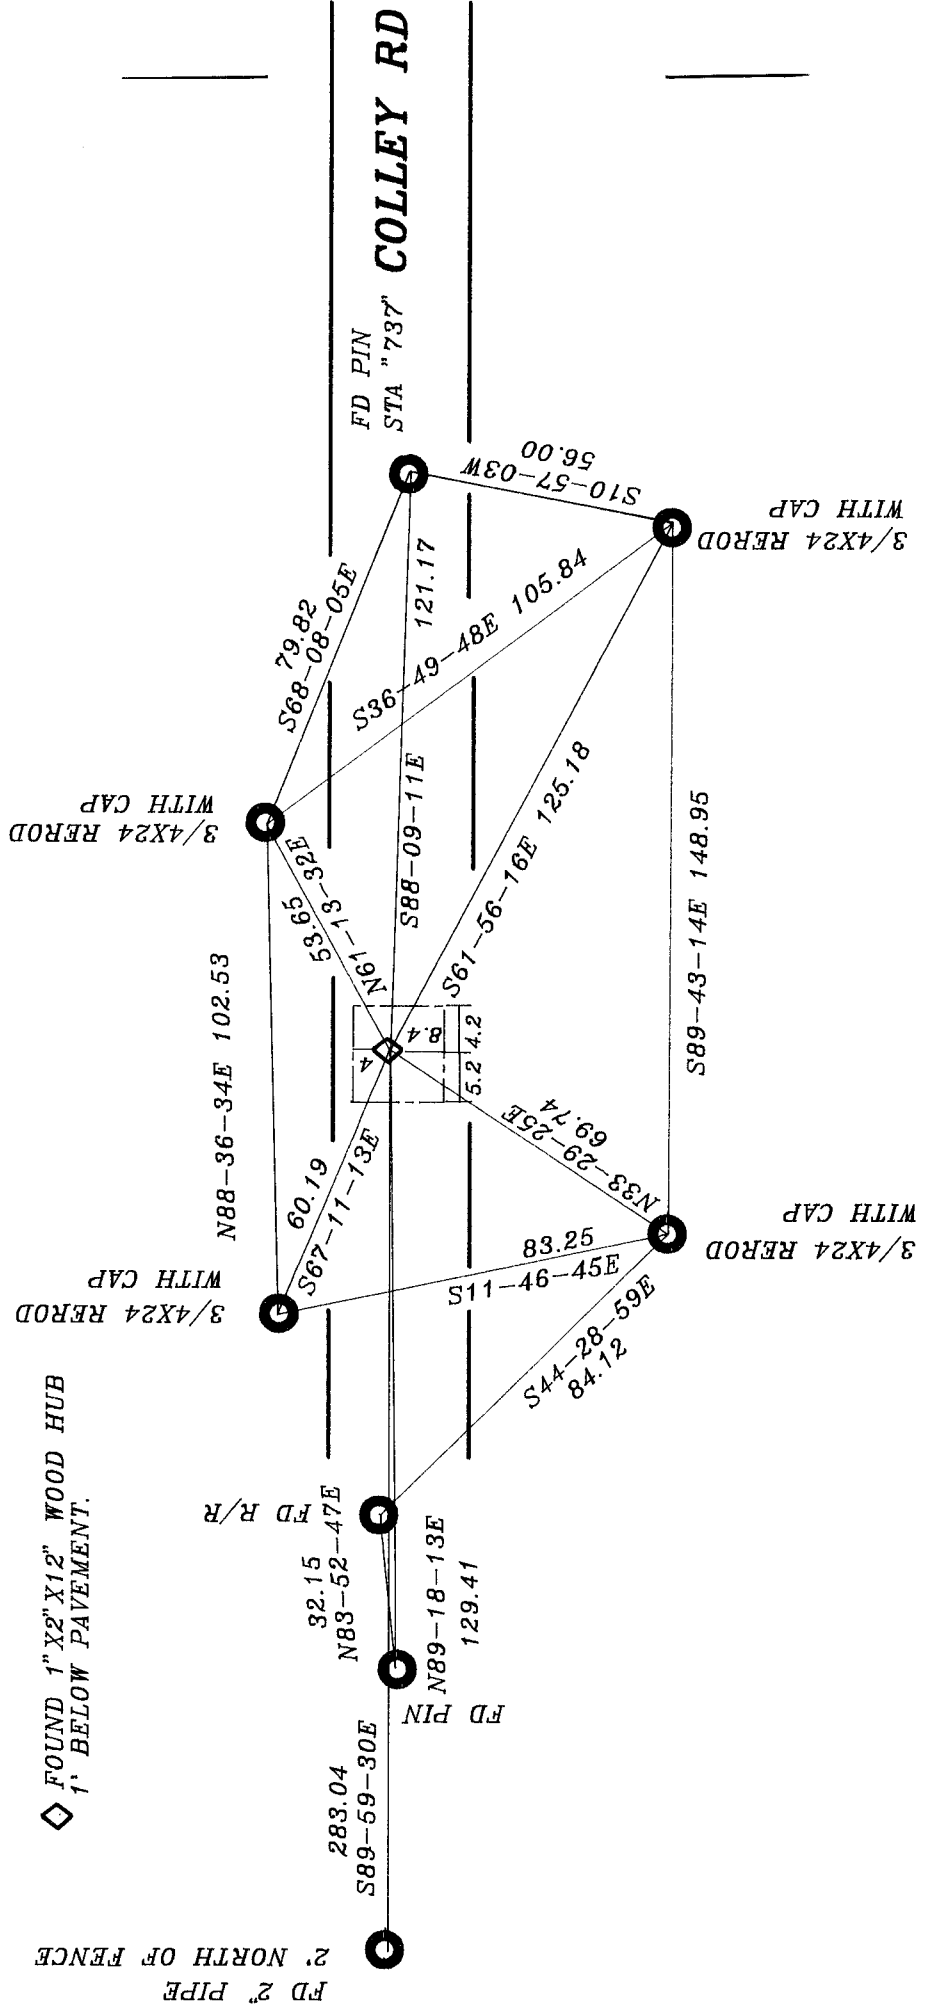 COLLEY RD
FD PIN
STA "737"
56.00
S10-57-03W
3/4X24 REROD
WITH CAP
79.82
S68-08-05E
121.17
S88-09-11E
S36-49-48E 105.84
S61-56-16E 125.18
S89-43-14E 148.95
3/4X24 REROD
WITH CAP
53.65
N61-13-32E
N88-36-34E 102.53
4
8.4
5.2
4.2
60.19
S67-11-13E
N33-29-25E
69.74
3/4X24 REROD
WITH CAP
3/4X24 REROD
WITH CAP
83.25
S11-46-45E
S44-28-59E
84.12
FD R/R
32.15
N83-52-47E
N89-18-13E
129.41
FD PIN
283.04
S89-59-30E
FD 2" PIPE
2' NORTH OF FENCE
FOUND 1"X2"X12" WOOD HUB
1' BELOW PAVEMENT.